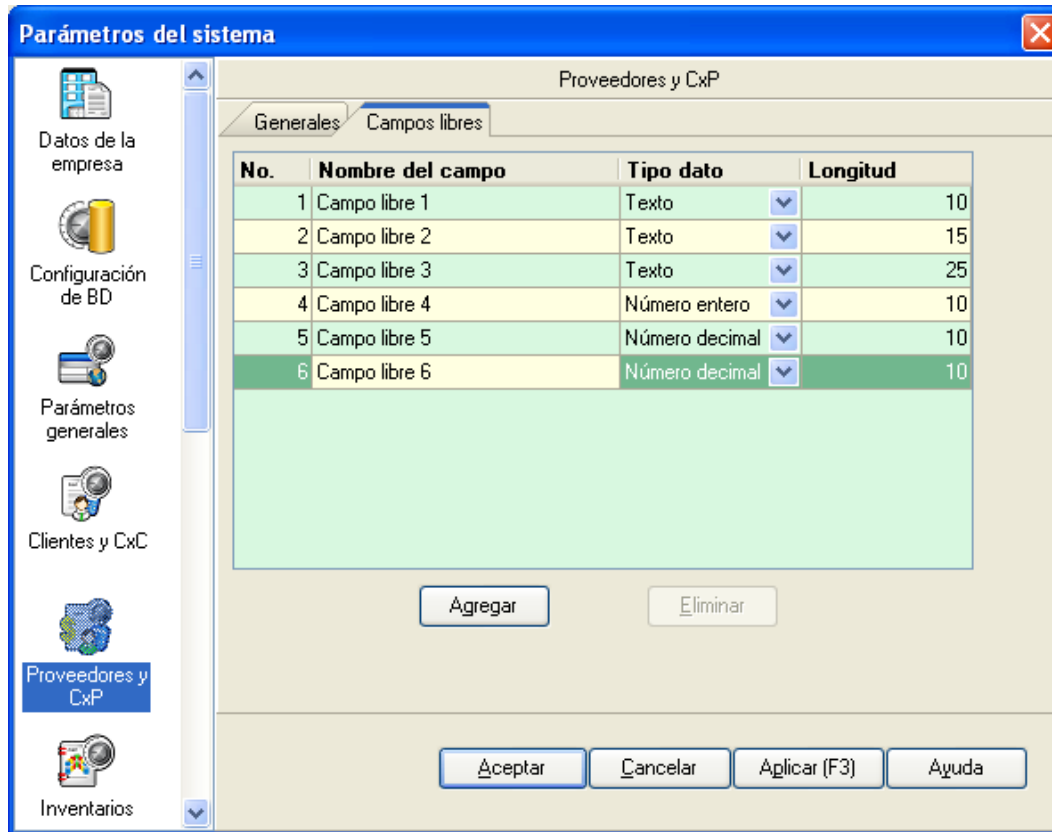 Parámetros del sistema
Datos de la
empresa
Configuración
de BD
Parámetros
generales
Clientes y CxC
Proveedores y
CxP
Inventarios
Proveedores y CxP
Generales Campos libres
No. Nombre del campo Tipo dato Longitud
1 Campo libre 1 Texto 10
2 Campo libre 2 Texto 15
3 Campo libre 3 Texto 25
4 Campo libre 4 Número entero 10
5 Campo libre 5 Número decimal 10
6 Campo libre 6 Número decimal 10
Agregar Eliminar
Aceptar Cancelar Aplicar (F3) Ayuda